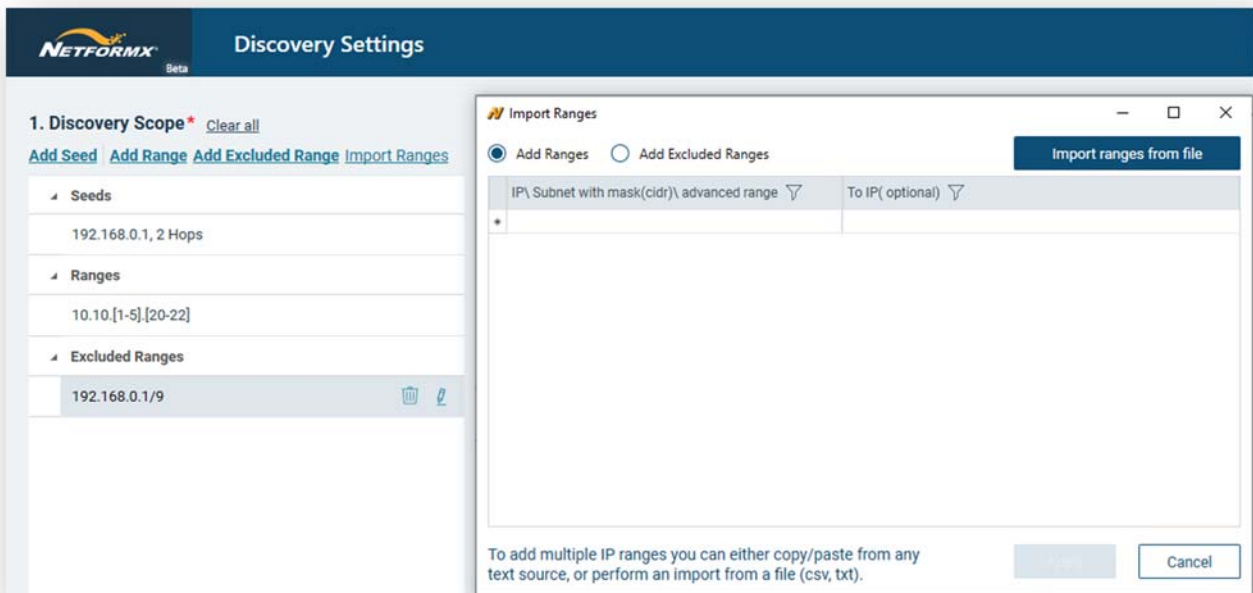 NETFORMX
Beta
Discovery Settings
1. Discovery Scope* Clear all
Add Seed Add Range Add Excluded Range Import Ranges
Seeds
192.168.0.1, 2 Hops
Ranges
10.10.[1-5].[20-22]
Excluded Ranges
192.168.0.1/9
Import Ranges
Add Ranges Add Excluded Ranges Import ranges from file
IP\ Subnet with mask(cidr)\ advanced range To IP( optional)
To add multiple IP ranges you can either copy/paste from any
text source, or perform an import from a file (csv, txt).
Cancel